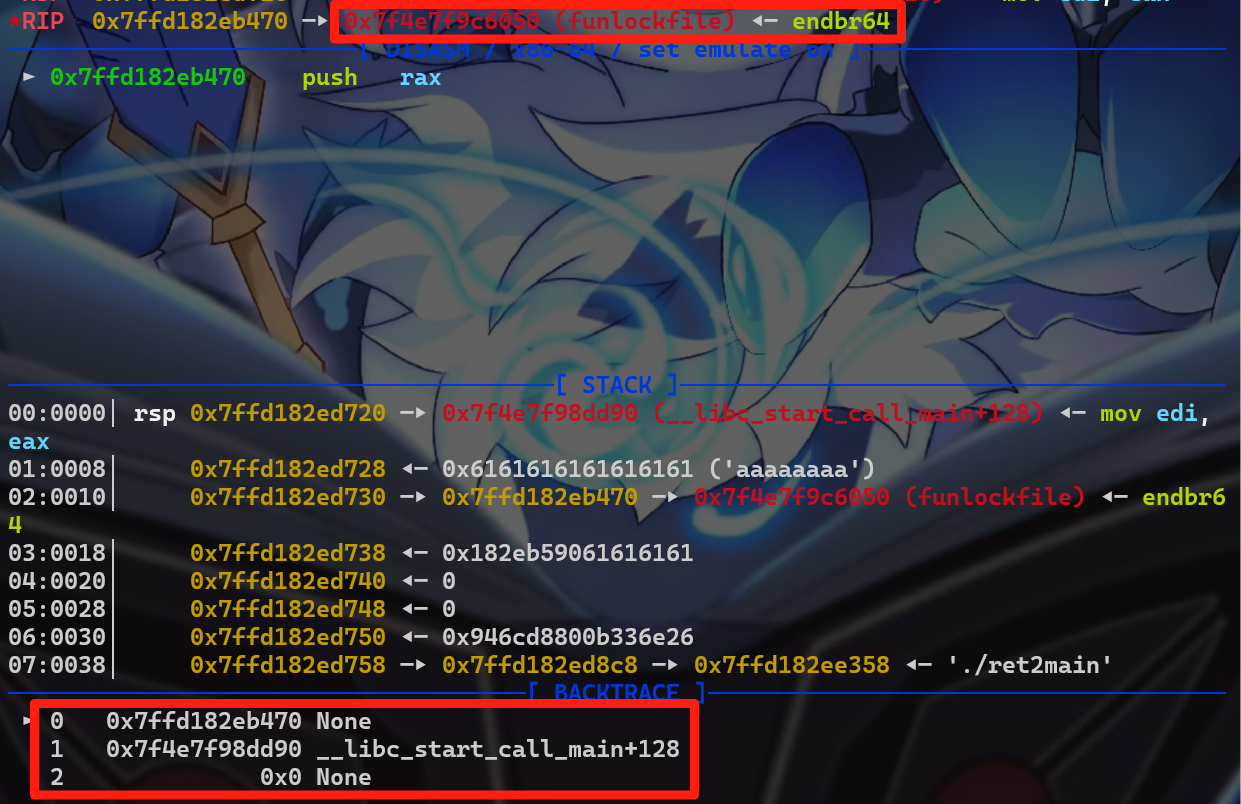 *RIP  0x7ffd182eb470 —▸ 0x7f4e7f9c6050 (funlockfile) ◂— endbr64
[ DISASM / x86-64 / set emulate on ]
► 0x7ffd182eb470    push   rax
[ STACK ]
00:0000│ rsp 0x7ffd182ed720 —▸ 0x7f4e7f98dd90 (__libc_start_call_main+128) ◂— mov edi,
eax
01:0008│     0x7ffd182ed728 ◂— 0x6161616161616161 ('aaaaaaaa')
02:0010│     0x7ffd182ed730 —▸ 0x7ffd182eb470 —▸ 0x7f4e7f9c6050 (funlockfile) ◂— endbr6
4
03:0018│     0x7ffd182ed738 ◂— 0x182eb59061616161
04:0020│     0x7ffd182ed740 ◂— 0
05:0028│     0x7ffd182ed748 ◂— 0
06:0030│     0x7ffd182ed750 ◂— 0x946cd8800b336e26
07:0038│     0x7ffd182ed758 —▸ 0x7ffd182ed8c8 —▸ 0x7ffd182ee358 ◂— './ret2main'
[ BACKTRACE ]
► 0   0x7ffd182eb470 None
1   0x7f4e7f98dd90 __libc_start_call_main+128
2              0x0 None